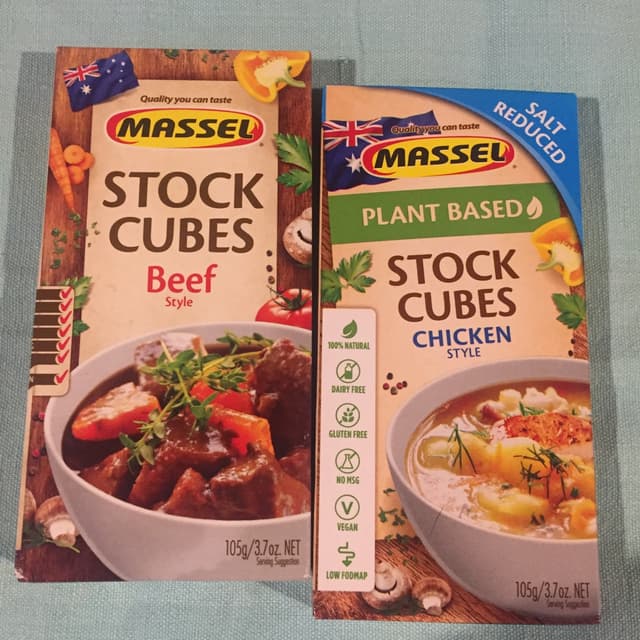 Quality you can taste
MASSEL
STOCK
CUBES
Beef
Style
105g/3.7oz. NET
Serving Suggestion
SALT
REDUCED
Quality you can taste
MASSEL
PLANT BASED
STOCK
CUBES
CHICKEN
STYLE
100% NATURAL
DAIRY FREE
GLUTEN FREE
NO MSG
V
VEGAN
LOW FODMAP
105g/3.7oz. NET
Serving Suggestion